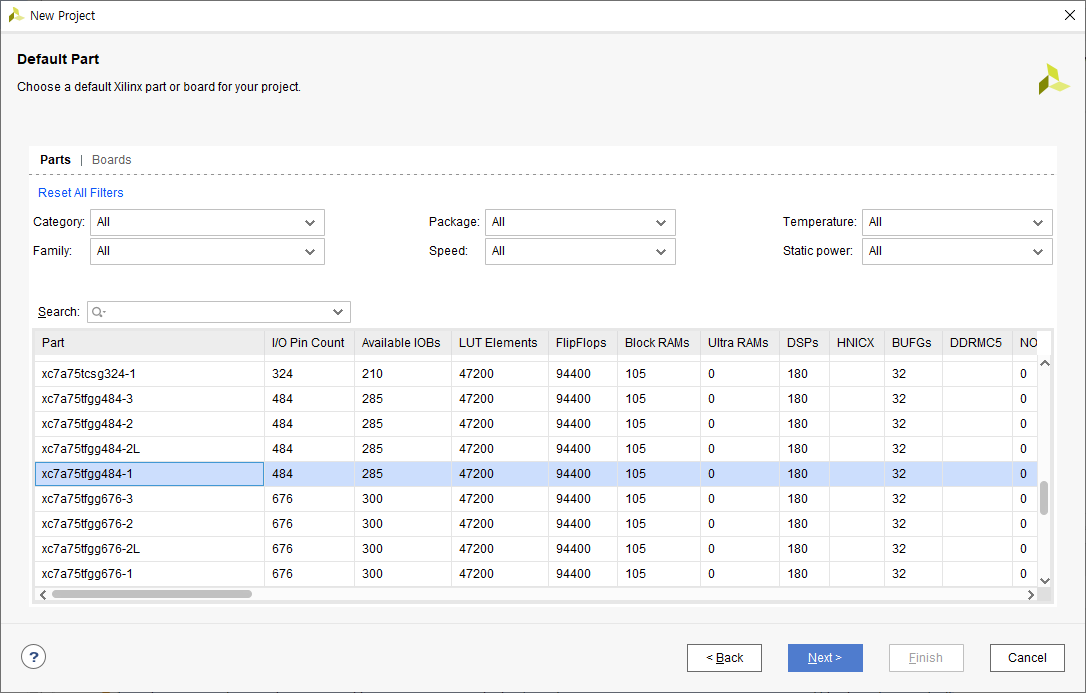 New Project
Default Part
Choose a default Xilinx part or board for your project.
Parts | Boards
Reset All Filters
Category: All Package: All Temperature: All
Family: All Speed: All Static power: All
Search:
Part I/O Pin Count Available IOBs LUT Elements FlipFlops Block RAMs Ultra RAMs DSPs HNICX BUFGs DDRMC5 NO
xc7a75tcsg324-1 324 210 47200 94400 105 0 180 32 0
xc7a75tfgg484-3 484 285 47200 94400 105 0 180 32 0
xc7a75tfgg484-2 484 285 47200 94400 105 0 180 32 0
xc7a75tfgg484-2L 484 285 47200 94400 105 0 180 32 0
xc7a75tfgg484-1 484 285 47200 94400 105 0 180 32 0
xc7a75tfgg676-3 676 300 47200 94400 105 0 180 32 0
xc7a75tfgg676-2 676 300 47200 94400 105 0 180 32 0
xc7a75tfgg676-2L 676 300 47200 94400 105 0 180 32 0
xc7a75tfgg676-1 676 300 47200 94400 105 0 180 32 0
? < Back Next > Finish Cancel